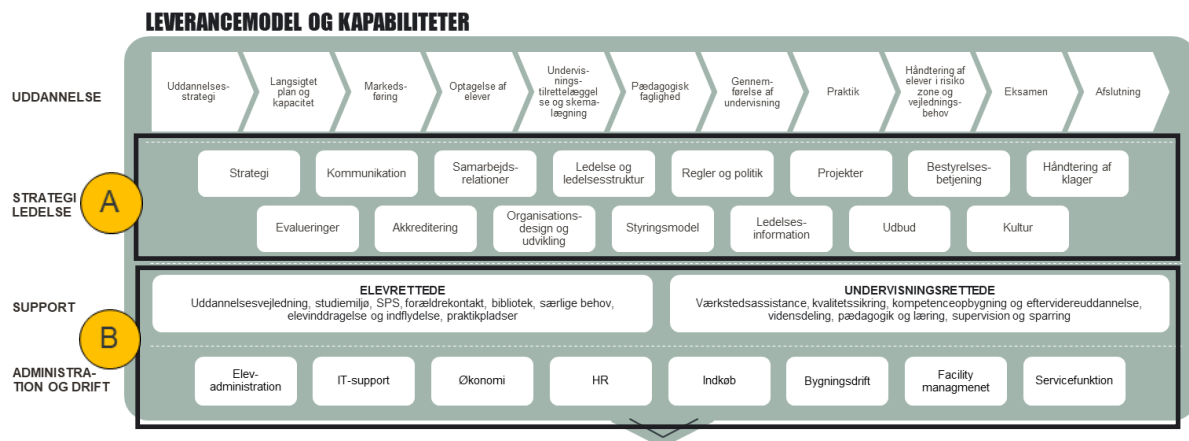 LEVERANCEMODEL OG KAPABILITETER
UDDANNELSE
Uddannelses-
strategi
Langsigtet
plan og
kapacitet
Markeds-
føring
Optagelse af
elever
Undervis-
nings-
tilrettelæggel
se og skema-
lægning
Pædagogisk
faglighed
Gennem-
førelse af
undervisning
Praktik
Håndtering af
elever i risiko
zone og
vejlednings-
behov
Eksamen
Afslutning
STRATEGI
LEDELSE
A
Strategi
Kommunikation
Samarbejds-
relationer
Ledelse og
ledelsesstruktur
Regler og politik
Projekter
Bestyrelses-
betjening
Håndtering af
klager
Evalueringer
Akkreditering
Organisations-
design og
udvikling
Styringsmodel
Ledelses-
information
Udbud
Kultur
SUPPORT
B
ELEVRETTEDE
Uddannelsesvejledning, studiemiljø, SPS, forældrekontakt, bibliotek, særlige behov,
elevinddragelse og indflydelse, praktikpladser
UNDERVISNINGSRETTEDE
Værkstedsassistance, kvalitetssikring, kompetenceopbygning og eftervidereuddannelse,
vidensdeling, pædagogik og læring, supervision og sparring
ADMINISTRA-
TION OG DRIFT
Elev-
administration
IT-support
Økonomi
HR
Indkøb
Bygningsdrift
Facility
managmenet
Servicefunktion